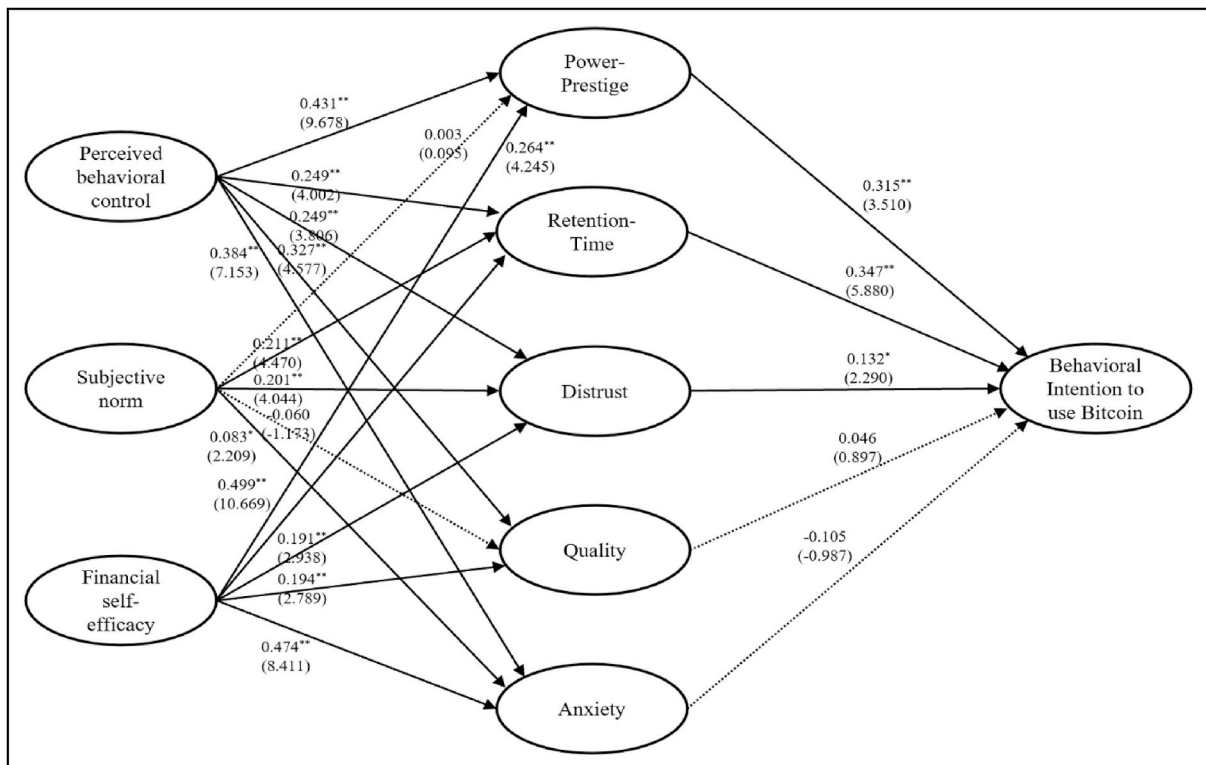 Power-
Prestige
0.431**
(9.678)
0.003
(0.095)
0.264**
(4.245)
Perceived
behavioral
control
0.249**
(4.002)
0.315**
(3.510)
Retention-
Time
0.249**
(3.806)
0.384**
(7.153)
0.327**
(4.577)
0.347**
(5.880)
0.211**
(4.470)
Subjective
norm
0.201**
(4.044)
Distrust
0.132*
(2.290)
Behavioral
Intention to
use Bitcoin
-0.060
(-1.173)
0.083*
(2.209)
0.046
(0.897)
0.499**
(10.669)
0.191**
(2.938)
Quality
-0.105
(-0.987)
Financial
self-
efficacy
0.194**
(2.789)
0.474**
(8.411)
Anxiety